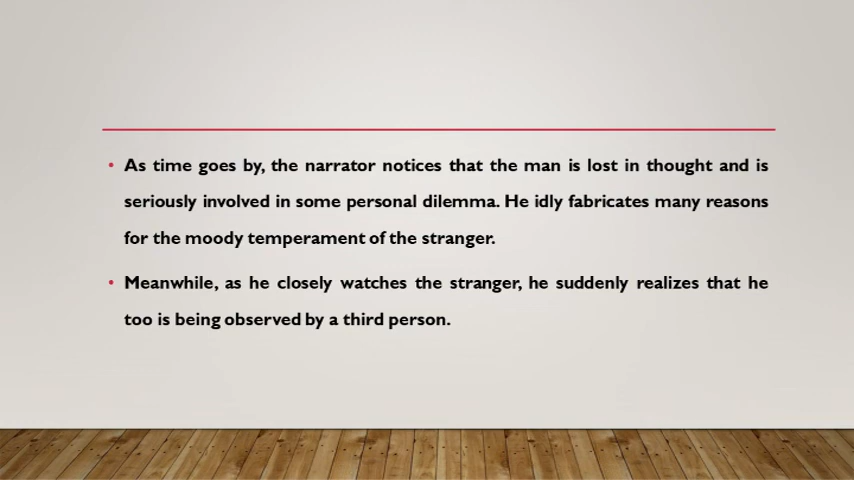 • As time goes by, the narrator notices that the man is lost in thought and is
seriously involved in some personal dilemma. He idly fabricates many reasons
for the moody temperament of the stranger.
• Meanwhile, as he closely watches the stranger, he suddenly realizes that he
too is being observed by a third person.